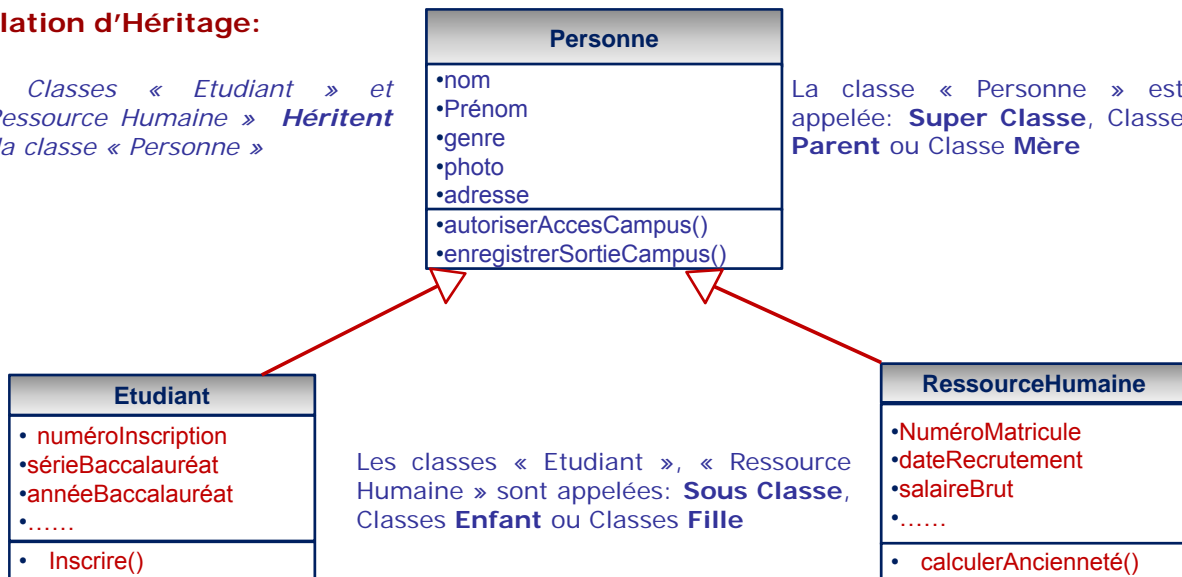 lation d’Héritage:
Classes « Etudiant » et
Ressource Humaine » Héritent
la classe « Personne »
Personne
•nom
•Prénom
•genre
•photo
•adresse
•autoriserAccesCampus()
•enregistrerSortieCampus()
La classe « Personne » est
appelée: Super Classe, Classe
Parent ou Classe Mère
Etudiant
• numéroInscription
•sérieBaccalauréat
•annéeBaccalauréat
•……
• Inscrire()
Les classes « Etudiant », « Ressource
Humaine » sont appelées: Sous Classe,
Classes Enfant ou Classes Fille
RessourceHumaine
•NuméroMatricule
•dateRecrutement
•salaireBrut
•……
• calculerAncienneté()